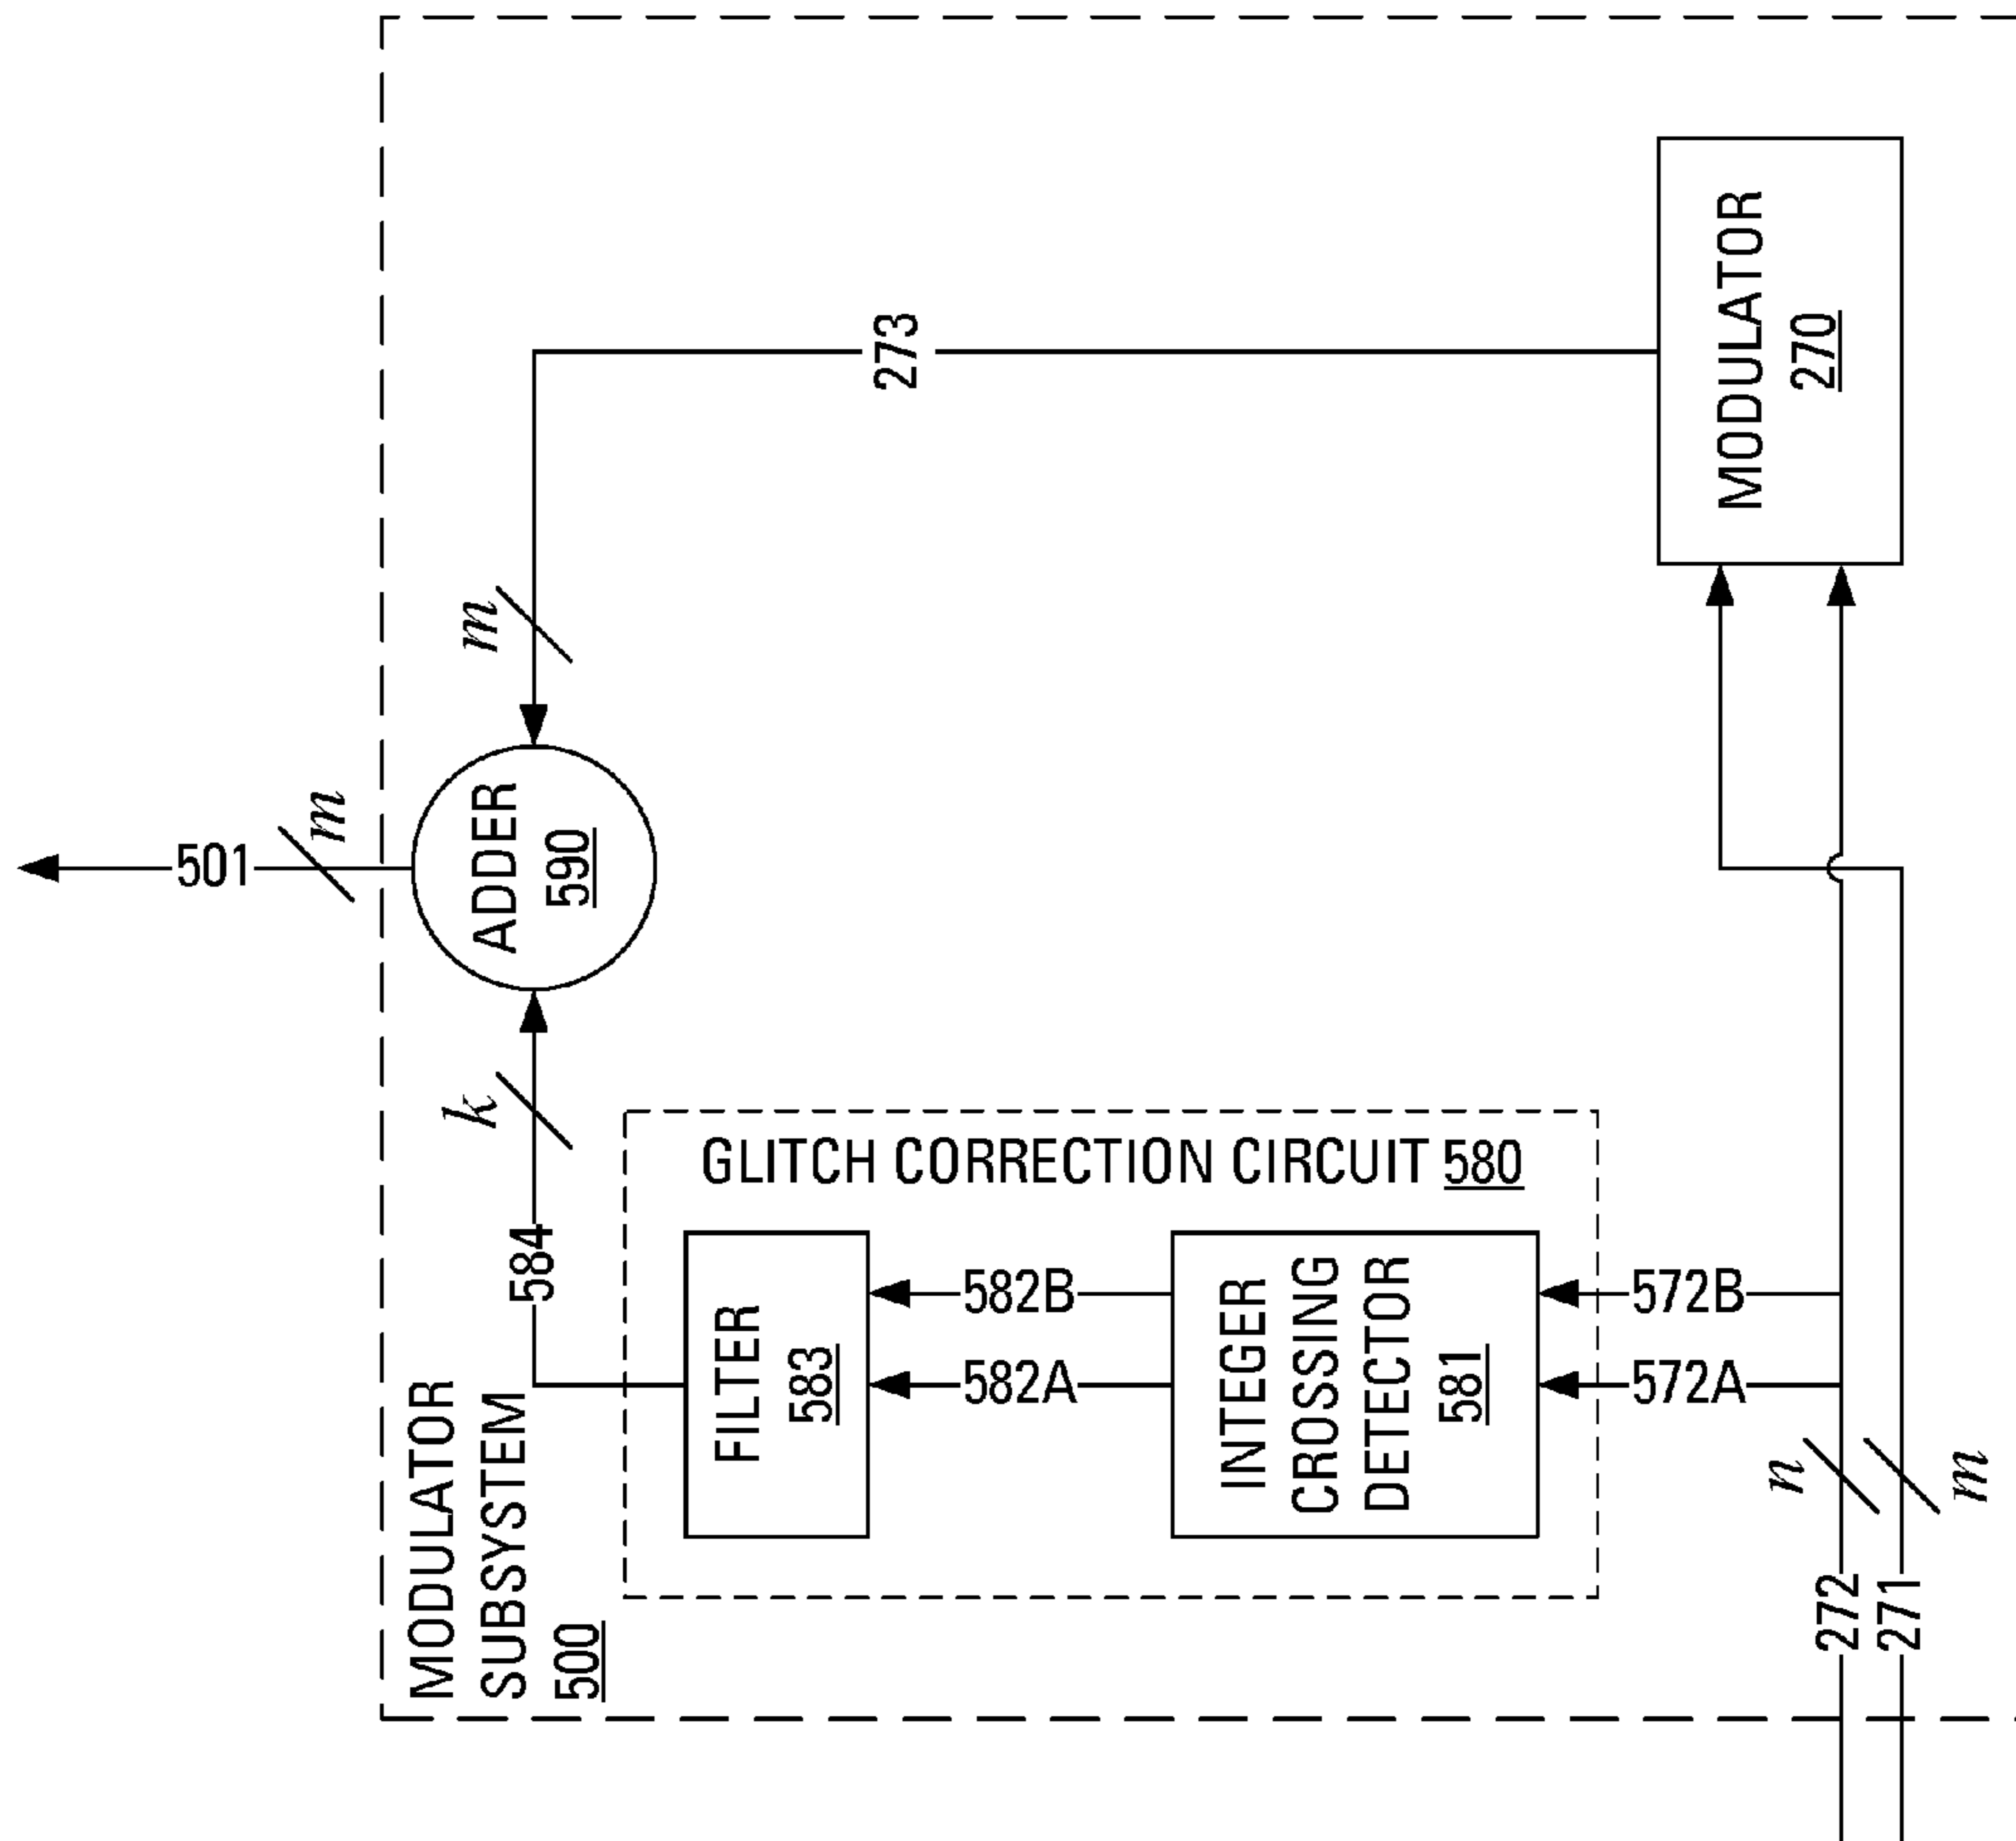 MODULATOR
SUBSYSTEM
500
501
m
ADDER
590
m
273
k
584
GLITCH CORRECTION CIRCUIT 580
FILTER
583
582B
582A
INTEGER
CROSSING
DETECTOR
581
572B
572A
MODULATOR
270
n
272
271
m